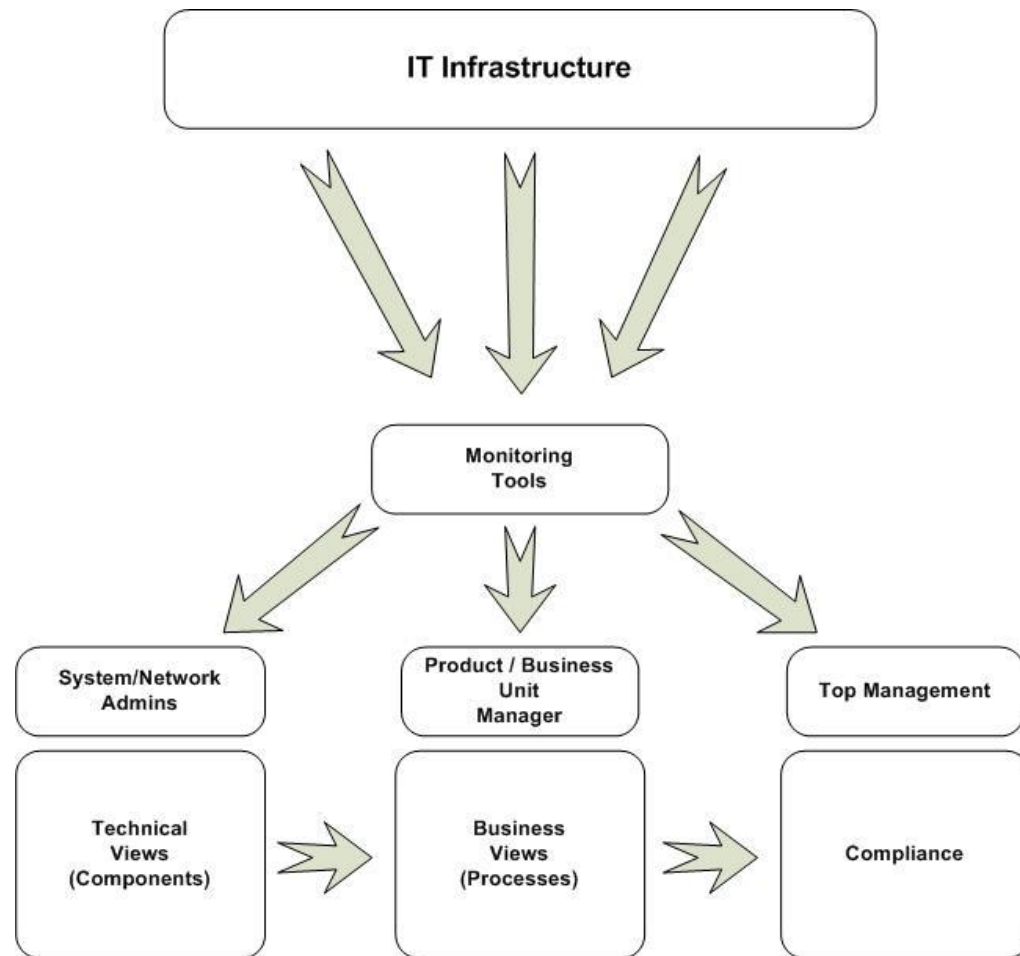 IT Infrastructure
Monitoring
Tools
System/Network
Admins
Product / Business
Unit
Manager
Top Management
Technical
Views
(Components)
Business
Views
(Processes)
Compliance